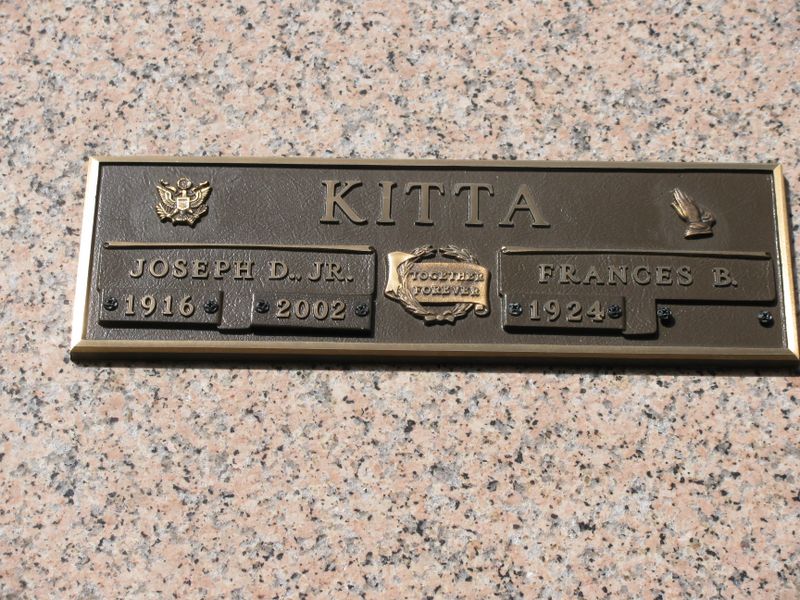 KITTA
JOSEPH D., JR.
1916 2002
TOGETHER
FOREVER
FRANCES B.
1924